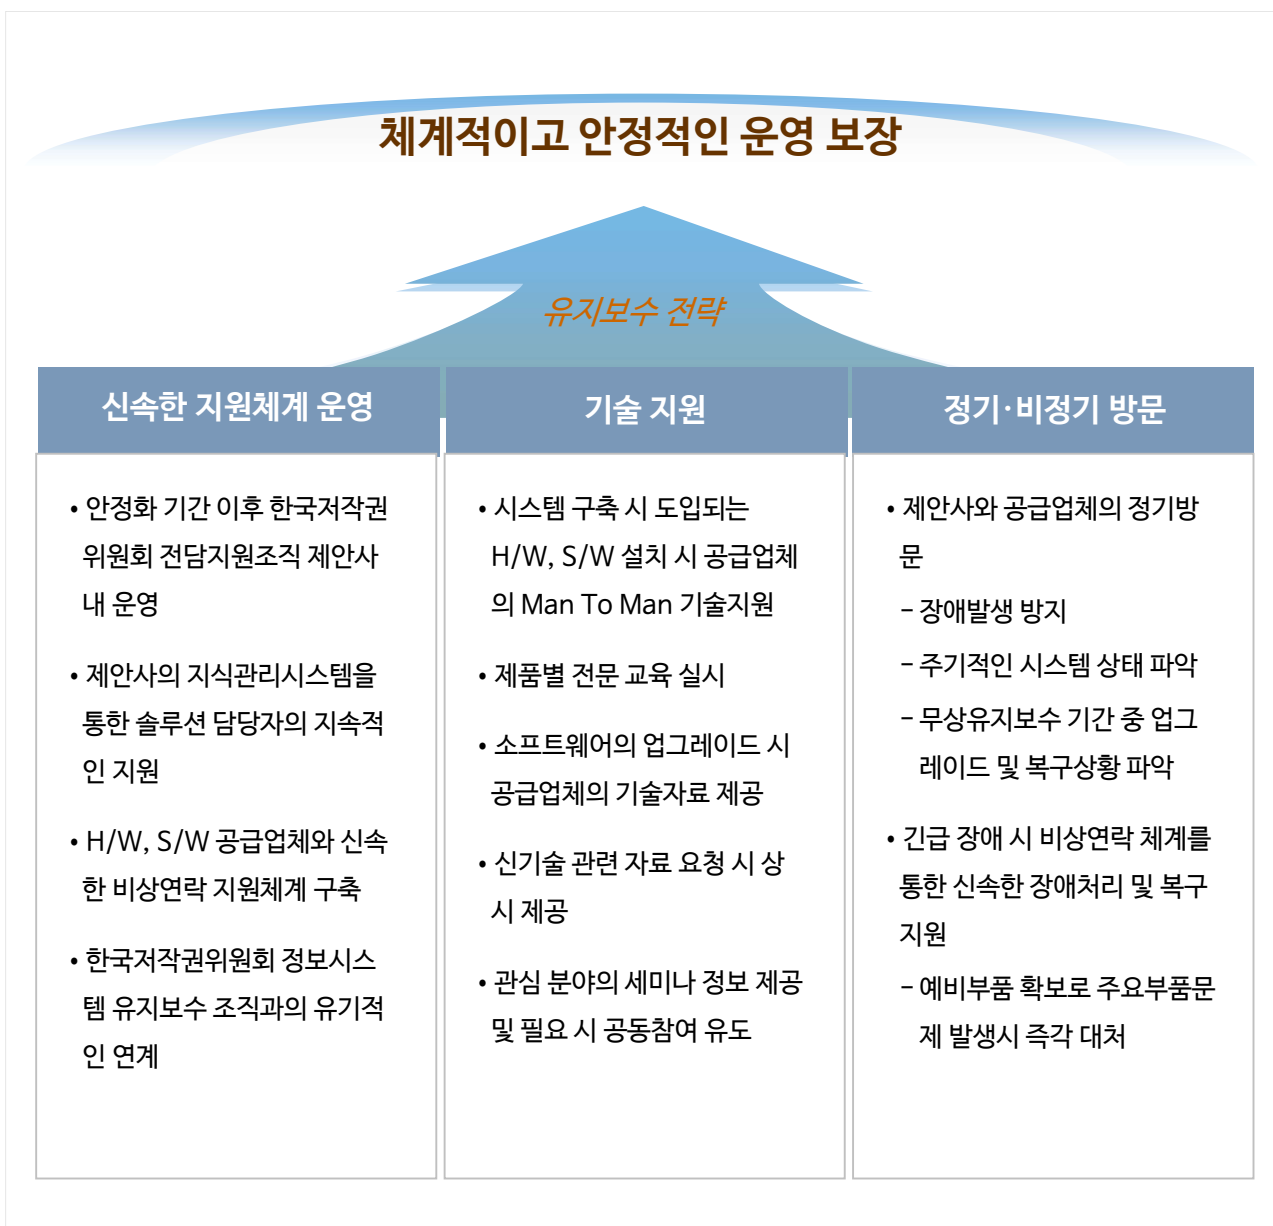 체계적이고 안정적인 운영 보장
유지보수 전략
신속한 지원체계 운영
• 안정화 기간 이후 한국저작권
위원회 전담지원조직 제안사
내 운영
• 제안사의 지식관리시스템을
통한 솔루션 담당자의 지속적
인 지원
• H/W, S/W 공급업체와 신속
한 비상연락 지원체계 구축
• 한국저작권위원회 정보시스
템 유지보수 조직과의 유기적
인 연계
기술 지원
• 시스템 구축 시 도입되는
H/W, S/W 설치 시 공급업체
의 Man To Man 기술지원
• 제품별 전문 교육 실시
• 소프트웨어의 업그레이드 시
공급업체의 기술자료 제공
• 신기술 관련 자료 요청 시 상
시 제공
• 관심 분야의 세미나 정보 제공
및 필요 시 공동참여 유도
정기·비정기 방문
• 제안사와 공급업체의 정기방
문
– 장애발생 방지
– 주기적인 시스템 상태 파악
– 무상유지보수 기간 중 업그
레이드 및 복구상황 파악
• 긴급 장애 시 비상연락 체계를
통한 신속한 장애처리 및 복구
지원
– 예비부품 확보로 주요부품문
제 발생시 즉각 대처